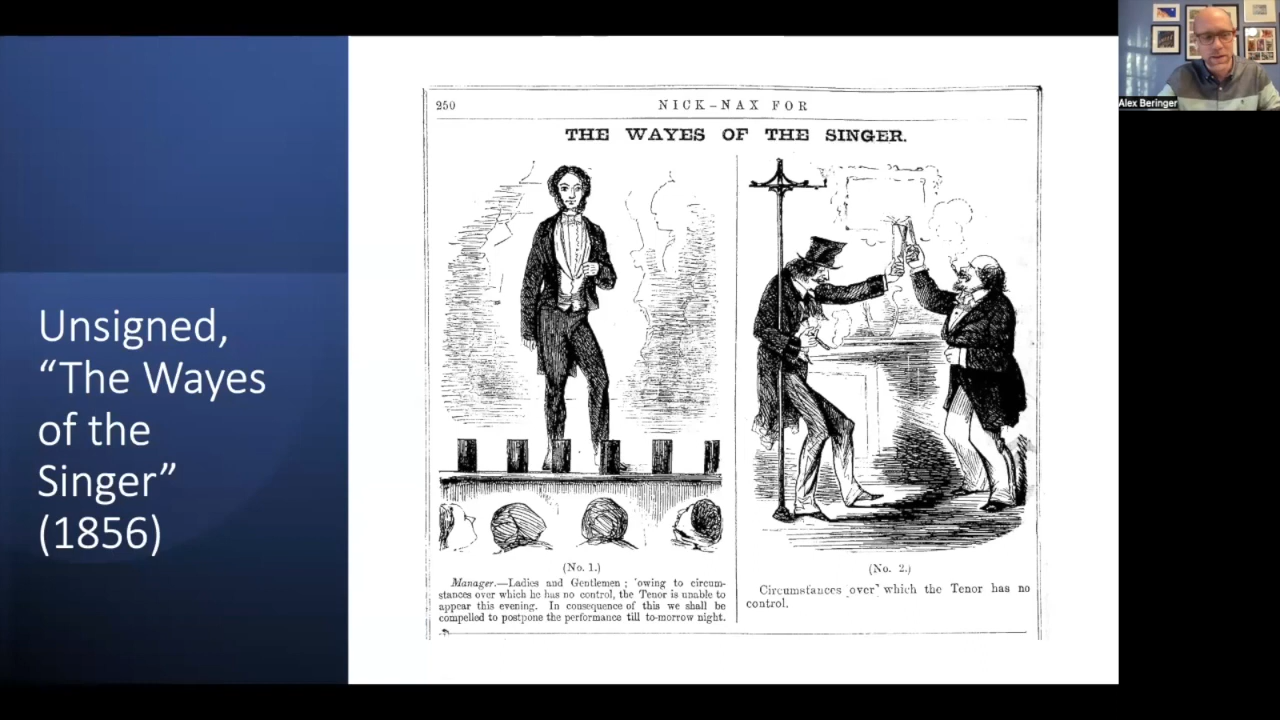 Unsigned,
“The Wayes
of the
Singer”
(1856)
250 NICK-NAX FOR
THE WAYES OF THE SINGER.
(No. 1.)
Manager.—Ladies and Gentlemen ; owing to circum-
stances over which he has no control, the Tenor is unable to
appear this evening. In consequence of this we shall be
compelled to postpone the performance till to-morrow night.
(No. 2.)
Circumstances over which the Tenor has no
control.
Alex Beringer